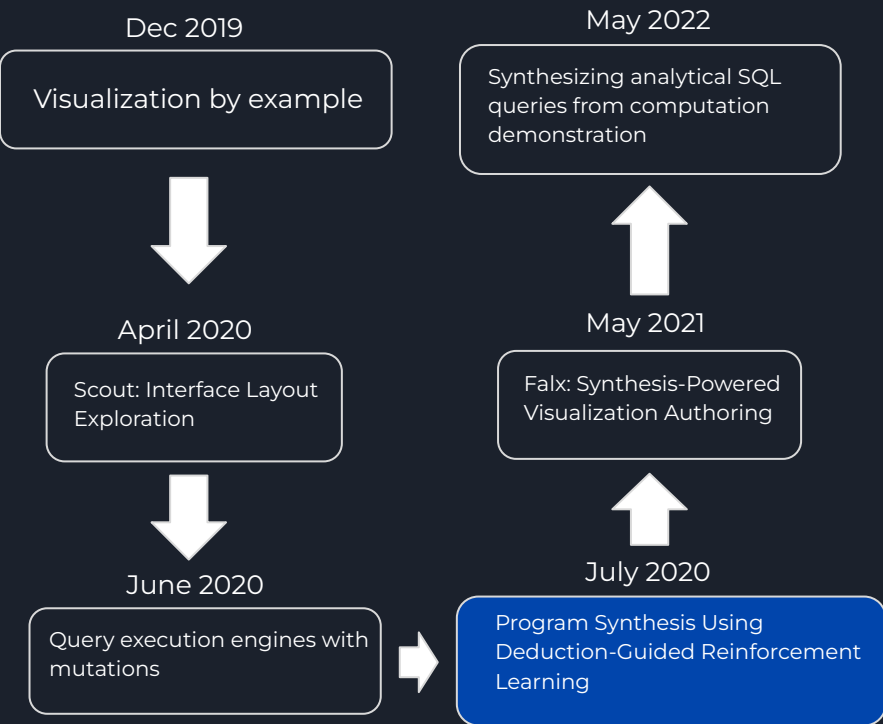 Dec 2019
Visualization by example
April 2020
Scout: Interface Layout
Exploration
June 2020
Query execution engines with
mutations
July 2020
Program Synthesis Using
Deduction-Guided Reinforcement
Learning
May 2021
Falx: Synthesis-Powered
Visualization Authoring
May 2022
Synthesizing analytical SQL
queries from computation
demonstration